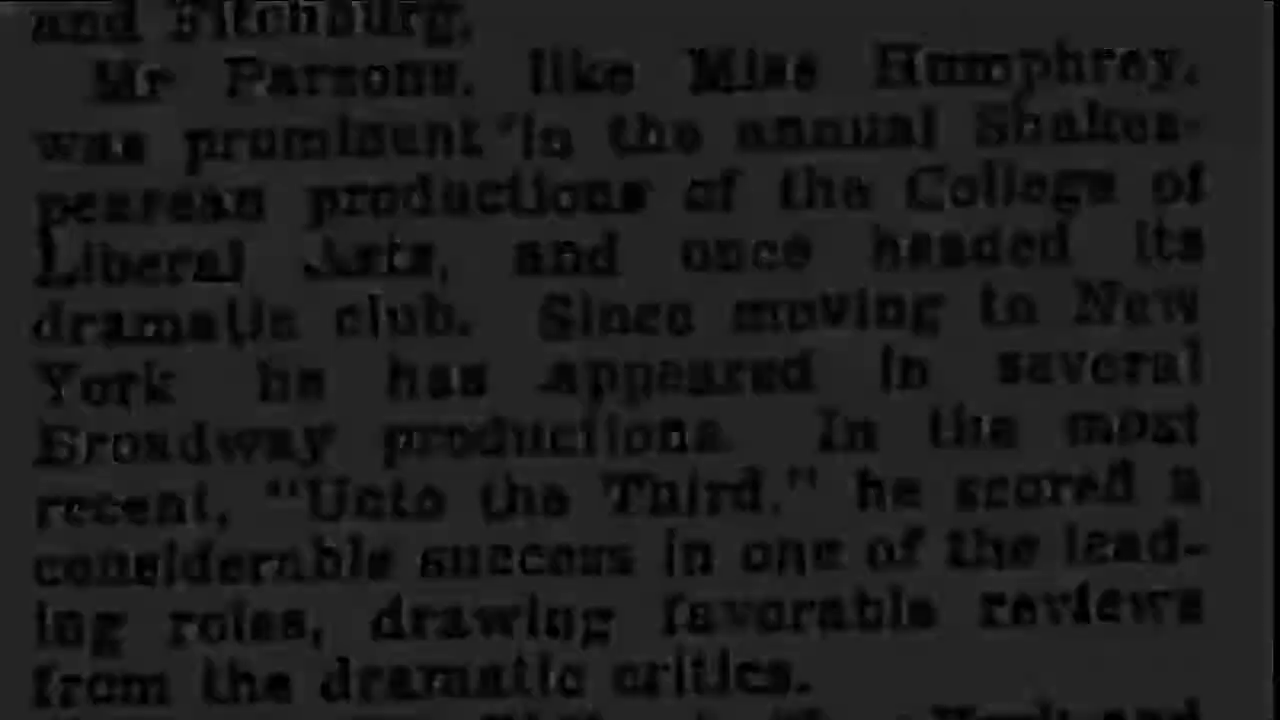 and Fitchburg.
Mr Parsons, like Miss Humphrey,
was prominent in the annual Shakes-
pearean productions of the College of
Liberal Arts, and once headed its
dramatic club. Since moving to New
York he has appeared in several
Broadway productions. In the most
recent, "Unto the Third," he scored a
considerable success in one of the lead-
ing roles, drawing favorable reviews
from the dramatic critics.